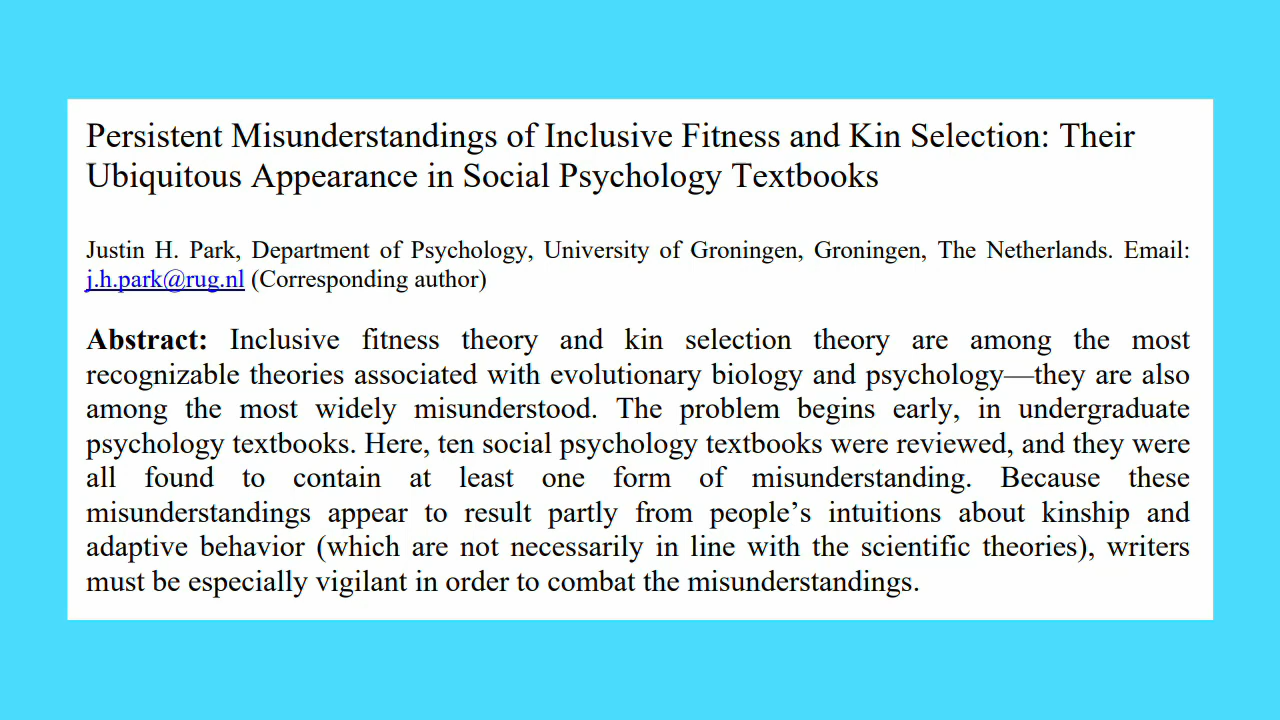 Persistent Misunderstandings of Inclusive Fitness and Kin Selection: Their
Ubiquitous Appearance in Social Psychology Textbooks
Justin H. Park, Department of Psychology, University of Groningen, Groningen, The Netherlands. Email:
j.h.park@rug.nl (Corresponding author)
Abstract: Inclusive fitness theory and kin selection theory are among the most
recognizable theories associated with evolutionary biology and psychology—they are also
among the most widely misunderstood. The problem begins early, in undergraduate
psychology textbooks. Here, ten social psychology textbooks were reviewed, and they were
all found to contain at least one form of misunderstanding. Because these
misunderstandings appear to result partly from people’s intuitions about kinship and
adaptive behavior (which are not necessarily in line with the scientific theories), writers
must be especially vigilant in order to combat the misunderstandings.